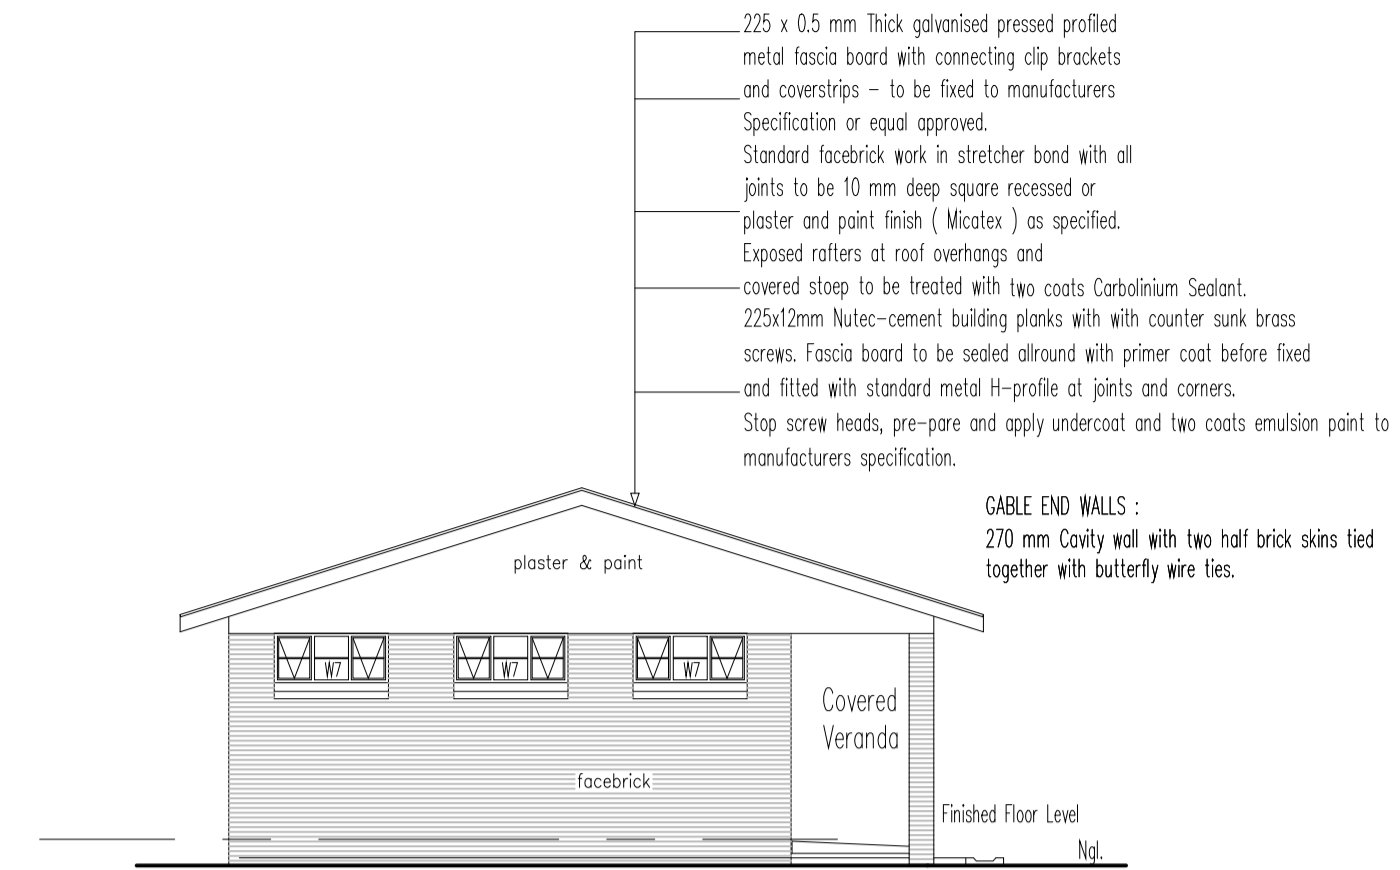 225 x 0.5 mm Thick galvanised pressed profiled
metal fascia board with connecting clip brackets
and coverstrips - to be fixed to manufacturers
Specification or equal approved.
Standard facebrick work in stretcher bond with all
joints to be 10 mm deep square recessed or
plaster and paint finish ( Micatex ) as specified.
Exposed rafters at roof overhangs and
covered stoep to be treated with two coats Carbolinium Sealant.
225x12mm Nutec-cement building planks with with counter sunk brass
screws. Fascia board to be sealed allround with primer coat before fixed
and fitted with standard metal H-profile at joints and corners.
Stop screw heads, pre-pare and apply undercoat and two coats emulsion paint to
manufacturers specification.
GABLE END WALLS :
270 mm Cavity wall with two half brick skins tied
together with butterfly wire ties.
plaster & paint
W7
W7
W7
Covered
Veranda
facebrick
Finished Floor Level
Ngl.